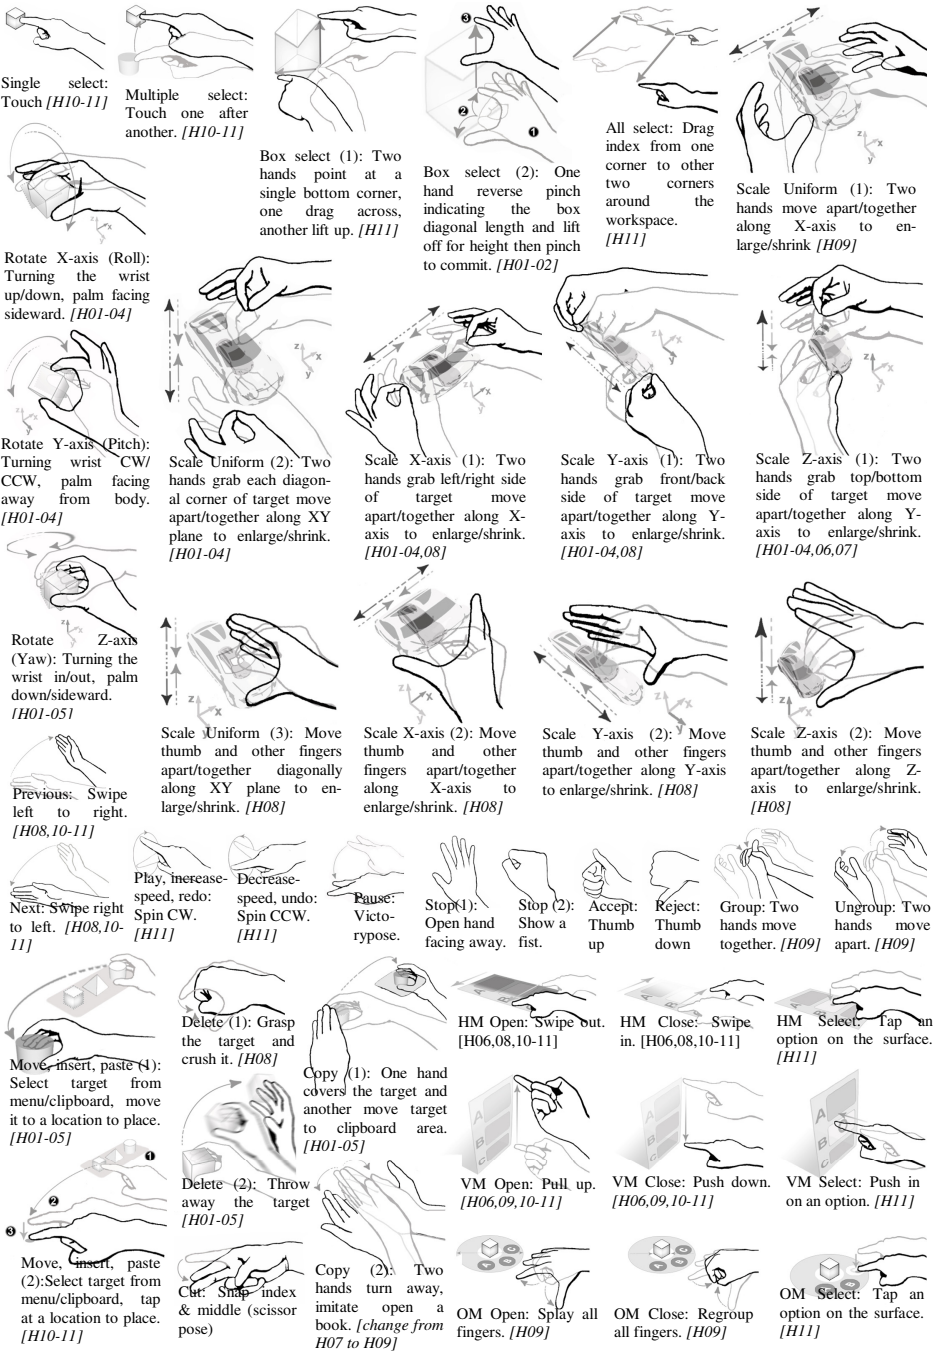 Single select:
Touch [H10-11]
Multiple select:
Touch one after
another. [H10-11]
Box select (1): Two
hands point at a
single bottom corner,
one drag across,
another lift up. [H11]
❸
❷
❶
Box select (2): One
hand reverse pinch
indicating the box
diagonal length and lift
off for height then pinch
to commit. [H01-02]
All select: Drag
index from one
corner to other
two corners
around the
workspace.
[H11]
Scale Uniform (1): Two
hands move apart/together
along X-axis to en-
large/shrink [H09]
Rotate X-axis (Roll):
Turning the wrist
up/down, palm facing
sideward. [H01-04]
Rotate Y-axis (Pitch):
Turning wrist CW/
CCW, palm facing
away from body.
[H01-04]
Scale Uniform (2): Two
hands grab each diagon-
al corner of target move
apart/together along XY
plane to enlarge/shrink.
[H01-04]
Scale X-axis (1): Two
hands grab left/right side
of target move
apart/together along X-
axis to enlarge/shrink.
[H01-04,08]
Scale Y-axis (1): Two
hands grab front/back
side of target move
apart/together along Y-
axis to enlarge/shrink.
[H01-04,08]
Scale Z-axis (1): Two
hands grab top/bottom
side of target move
apart/together along Y-
axis to enlarge/shrink.
[H01-04,06,07]
Rotate Z-axis
(Yaw): Turning the
wrist in/out, palm
down/sideward.
[H01-05]
Scale Uniform (3): Move
thumb and other fingers
apart/together diagonally
along XY plane to en-
large/shrink. [H08]
Scale X-axis (2): Move
thumb and other
fingers apart/together
along X-axis to
enlarge/shrink. [H08]
Scale Y-axis (2): Move
thumb and other fingers
apart/together along Y-axis
to enlarge/shrink. [H08]
Scale Z-axis (2): Move
thumb and other fingers
apart/together along Z-
axis to enlarge/shrink.
[H08]
Previous: Swipe
left to right.
[H08,10-11]
Next: Swipe right
to left. [H08,10-
11]
Play, increase-
speed, redo:
Spin CW.
[H11]
Decrease-
speed, undo:
Spin CCW.
[H11]
Pause:
Victo-
rypose.
Stop(1):
Open hand
facing away.
Stop (2):
Show a
fist.
Accept:
Thumb
up
Reject:
Thumb
down
Group: Two
hands move
together. [H09]
Ungroup: Two
hands move
apart. [H09]
Move, insert, paste (1):
Select target from
menu/clipboard, move
it to a location to place.
[H01-05]
Delete (1): Grasp
the target and
crush it. [H08]
Copy (1): One hand
covers the target and
another move target
to clipboard area.
[H01-05]
HM Open: Swipe out.
[H06,08,10-11]
HM Close: Swipe
in. [H06,08,10-11]
HM Select: Tap an
option on the surface.
[H11]
Delete (2): Throw
away the target
[H01-05]
A
B
C
VM Open: Pull up.
[H06,09,10-11]
A
B
C
VM Close: Push down.
[H06,09,10-11]
A
B
VM Select: Push in
on an option. [H11]
❶
❷
❸
Move, insert, paste
(2):Select target from
menu/clipboard, tap
at a location to place.
[H10-11]
Cut: Snap index
& middle (scissor
pose)
Copy (2): Two
hands turn away,
imitate open a
book. [change from
H07 to H09]
OM Open: Splay all
fingers. [H09]
OM Close: Regroup
all fingers. [H09]
OM Select: Tap an
option on the surface.
[H11]